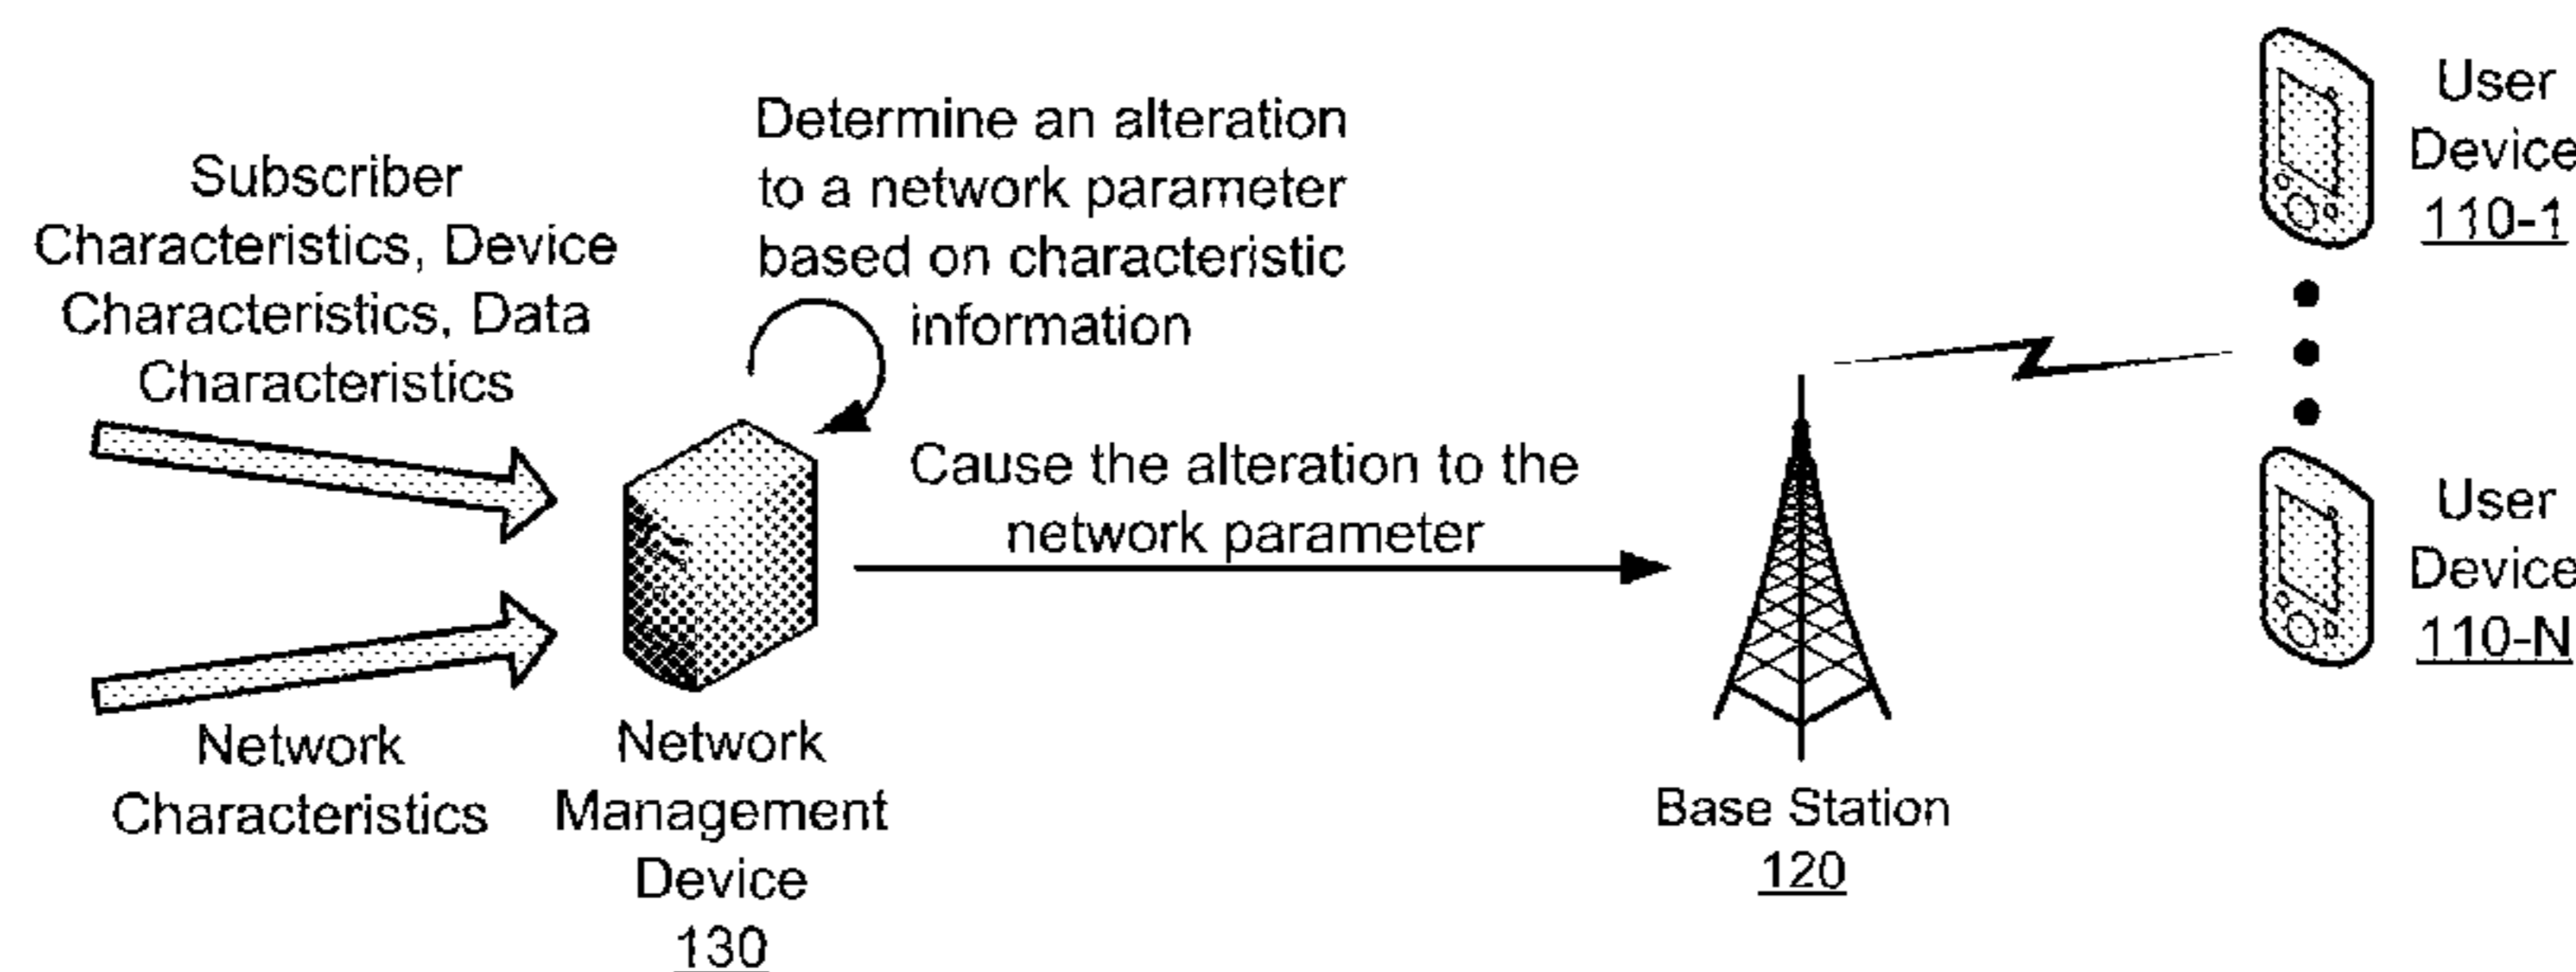 Subscriber
Characteristics, Device
Characteristics, Data
Characteristics
Determine an alteration
to a network parameter
based on characteristic
information
Cause the alteration to the
network parameter
Network
Characteristics
Network
Management
Device
130
Base Station
120
User
Device
110-1
User
Device
110-N